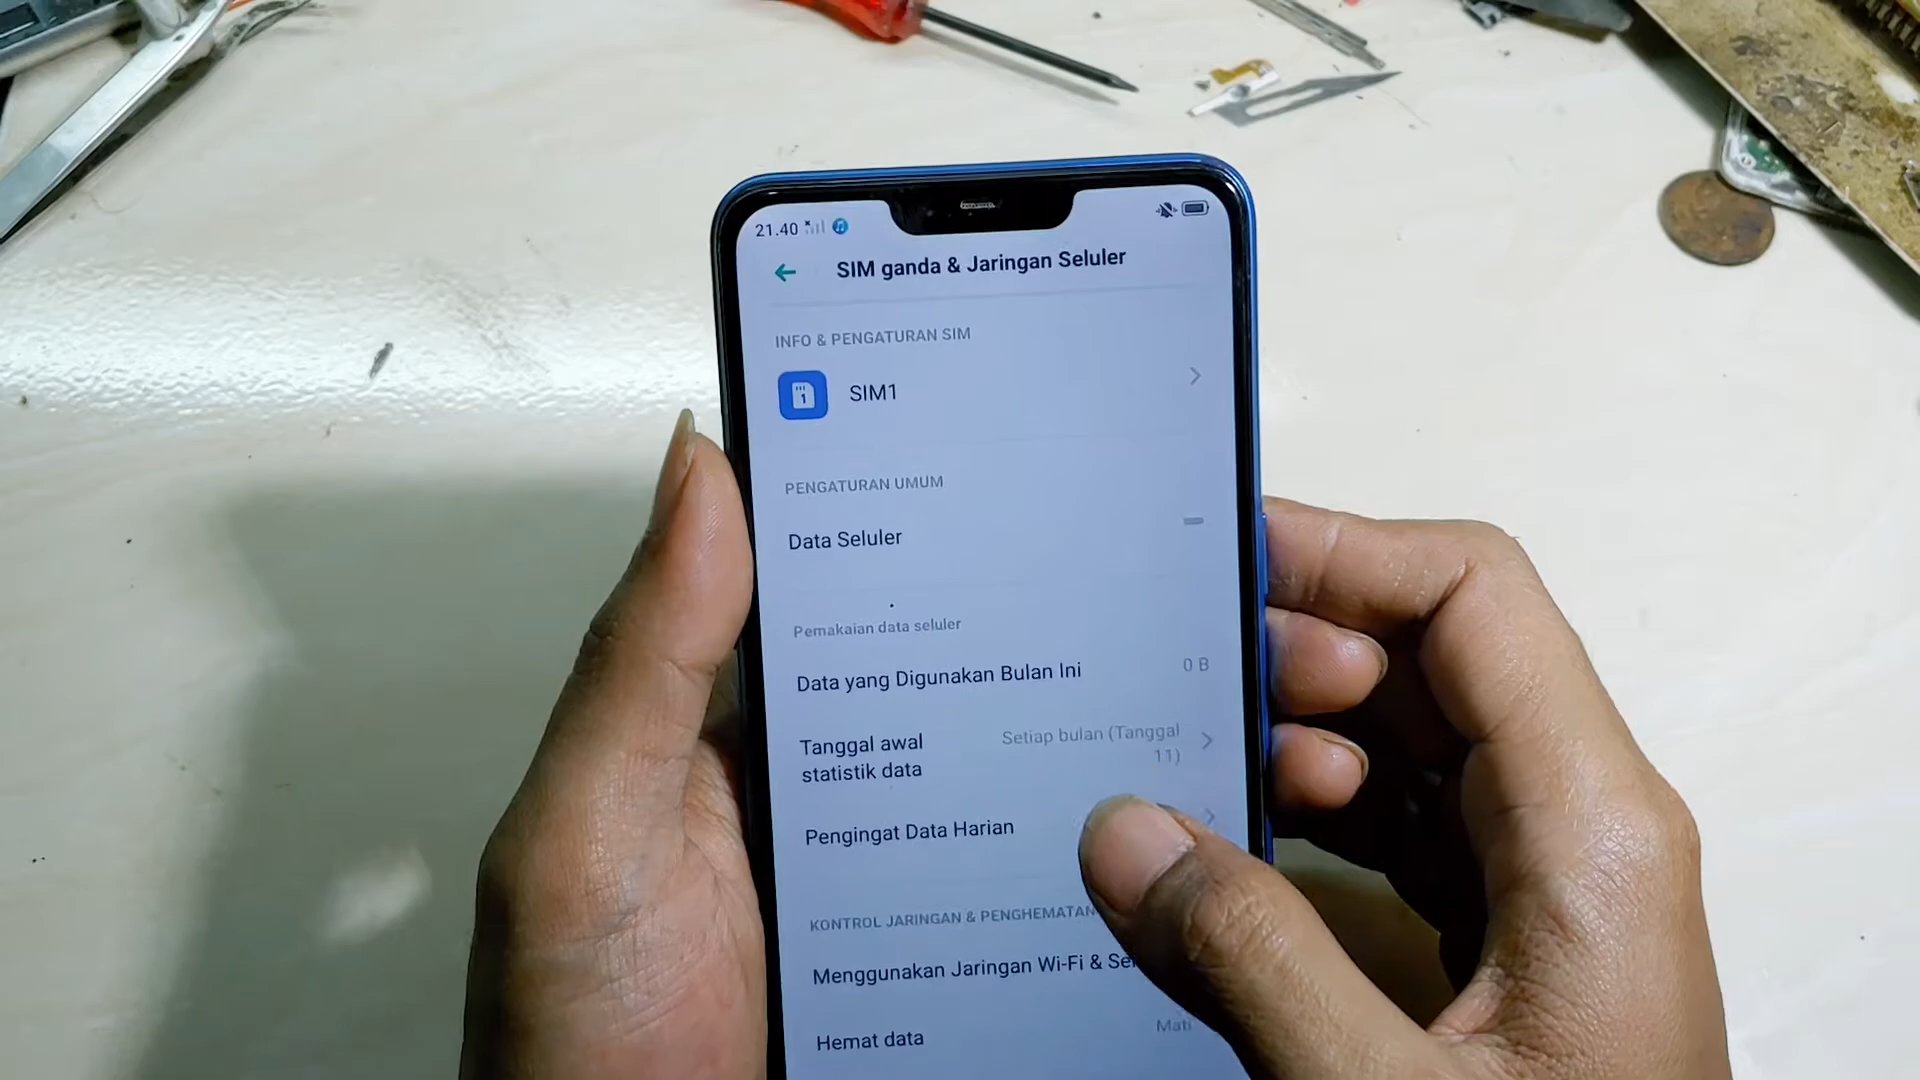 21.40
SIM ganda & Jaringan Seluler
INFO & PENGATURAN SIM
1
SIM1
PENGATURAN UMUM
Data Seluler
Pemakaian data seluler
Data yang Digunakan Bulan Ini 0 B
Tanggal awal statistik data
Setiap bulan (Tanggal 11)
Pengingat Data Harian
KONTROL JARINGAN & PENGHEMATAN
Menggunakan Jaringan Wi-Fi &
Hemat data Mati